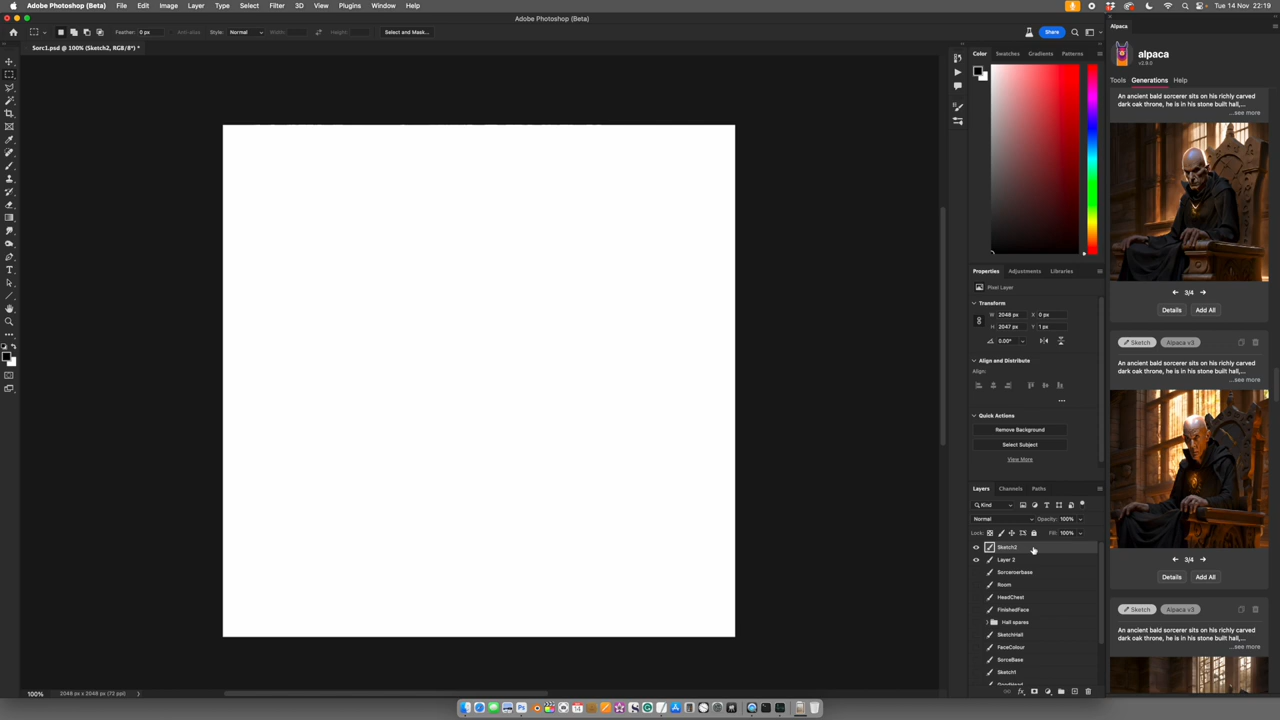 Adobe Photoshop (Beta) File Edit Image Layer Type Select Filter 3D View Plugins Window Help
Tue 14 Nov 22:19
Adobe Photoshop (Beta)
Feather: 0 px Anti-alias Style: Normal Width: Height: Select and Mask...
Share
Sorc1.psd @ 100% (Sketch2, RGB/8*) *
Color Swatches Gradients Patterns
Properties Adjustments Libraries
Pixel Layer
Transform
W 2048 px X 0 px
H 2047 px Y 1 px
0.00°
Align and Distribute
Align:
Quick Actions
Remove Background
Select Subject
View More
Layers Channels Paths
Kind
Normal Opacity: 100%
Lock: Fill: 100%
Sketch2
Layer 2
Sorceroerbase
Room
HeadChest
FinishedFace
Hall spares
SketchHall
FaceColour
SorceBase
Sketch1
100% 2048 px x 2048 px (72 ppi)
Alpaca
alpaca
v2.9.0
Tools Generations Help
An ancient bald sorcerer sits on his richly carved
dark oak throne, he is in his stone built hall,...
...see more
3/4
Details Add All
Sketch Alpaca v3
An ancient bald sorcerer sits on his richly carved
dark oak throne, he is in his stone built hall,...
...see more
3/4
Details Add All
Sketch Alpaca v3
An ancient bald sorcerer sits on his richly carved
dark oak throne, he is in his stone built hall,...
...see more